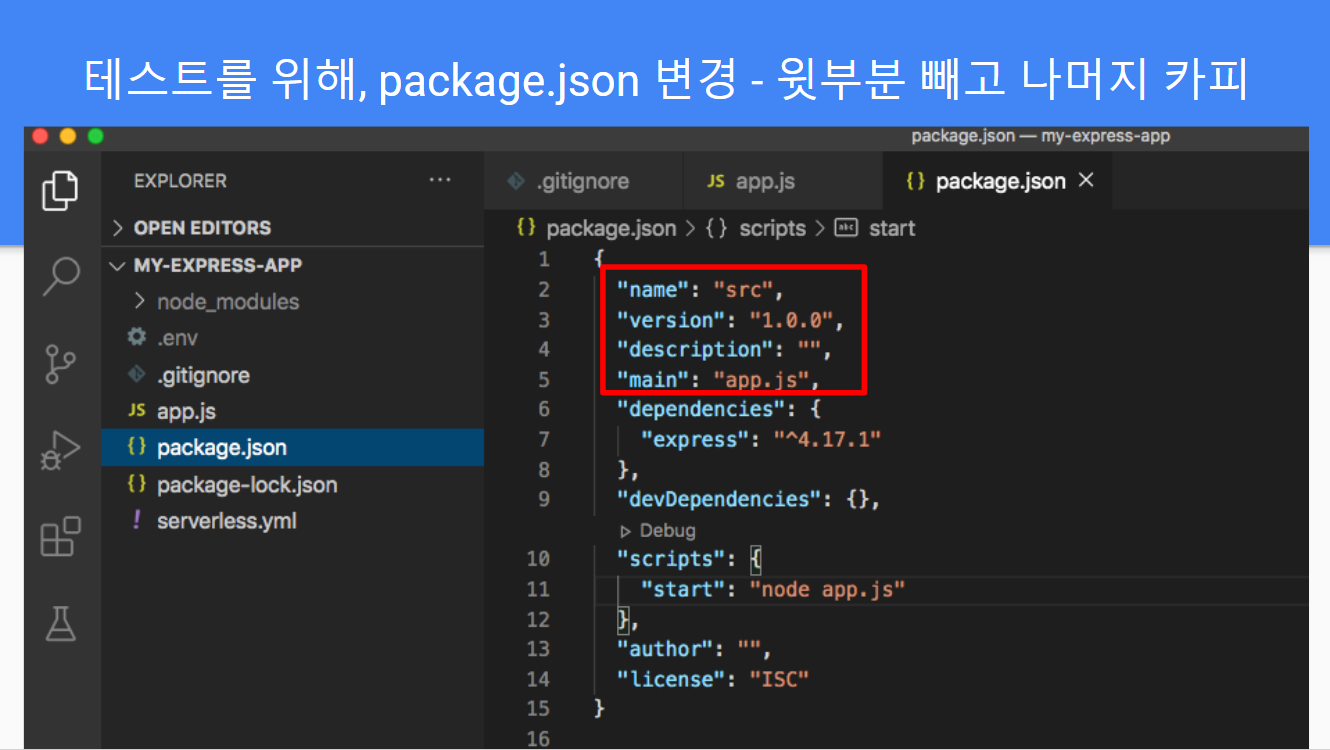 테스트를 위해, package.json 변경 - 윗부분 빼고 나머지 카피
package.json — my-express-app
EXPLORER ...
.gitignore
JS app.js
{} package.json ×
> OPEN EDITORS
{} package.json > {} scripts > abc start
MY-EXPRESS-APP
> node_modules
.env
.gitignore
JS app.js
{} package.json
{} package-lock.json
! serverless.yml
1 {
2 "name": "src",
3 "version": "1.0.0",
4 "description": "",
5 "main": "app.js",
6 "dependencies": {
7 "express": "^4.17.1"
8 },
9 "devDependencies": {},
Debug
10 "scripts": {
11 "start": "node app.js"
12 },
13 "author": "",
14 "license": "ISC"
15 }
16